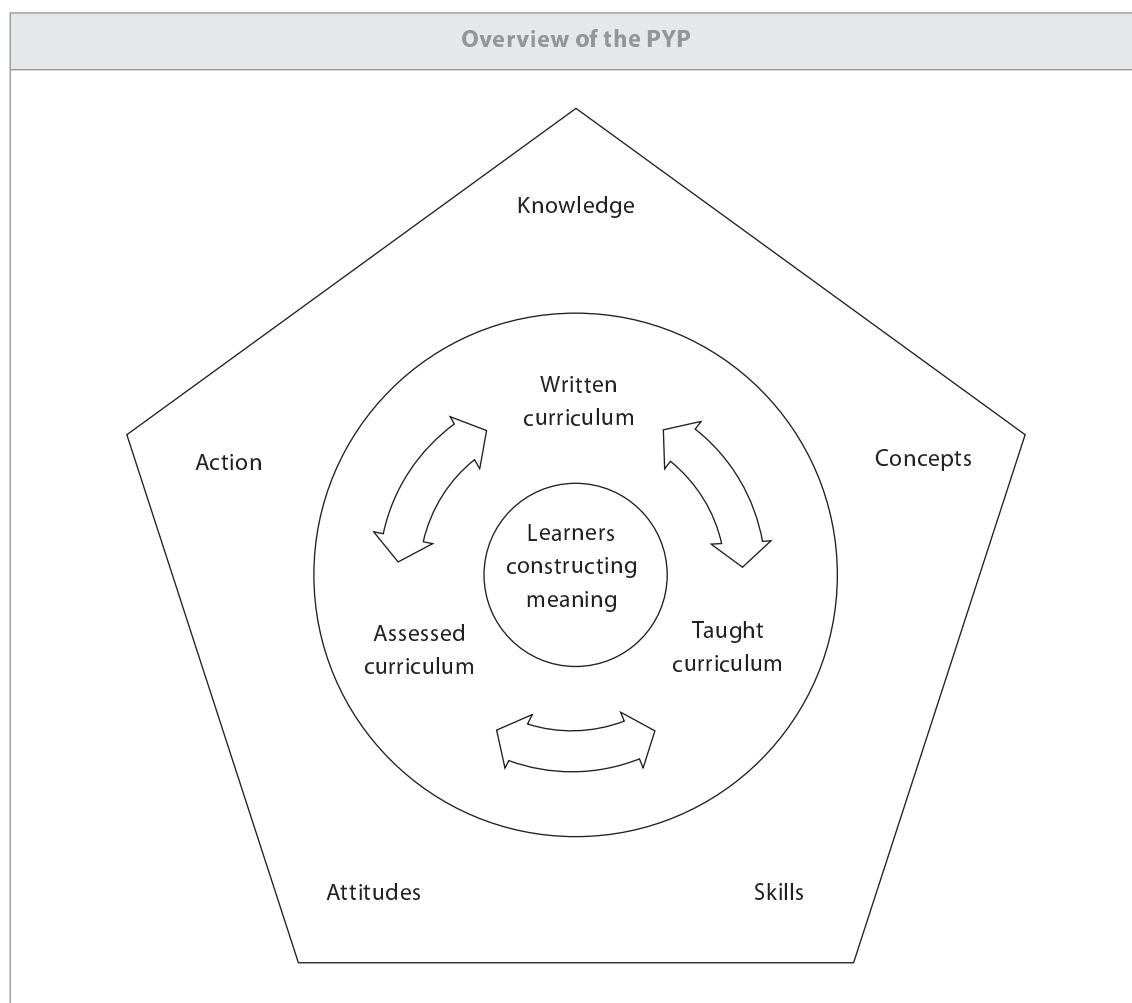 Overview of the PYP
Knowledge
Written
curriculum
Action
Concepts
Learners
constructing
meaning
Assessed
curriculum
Taught
curriculum
Attitudes
Skills